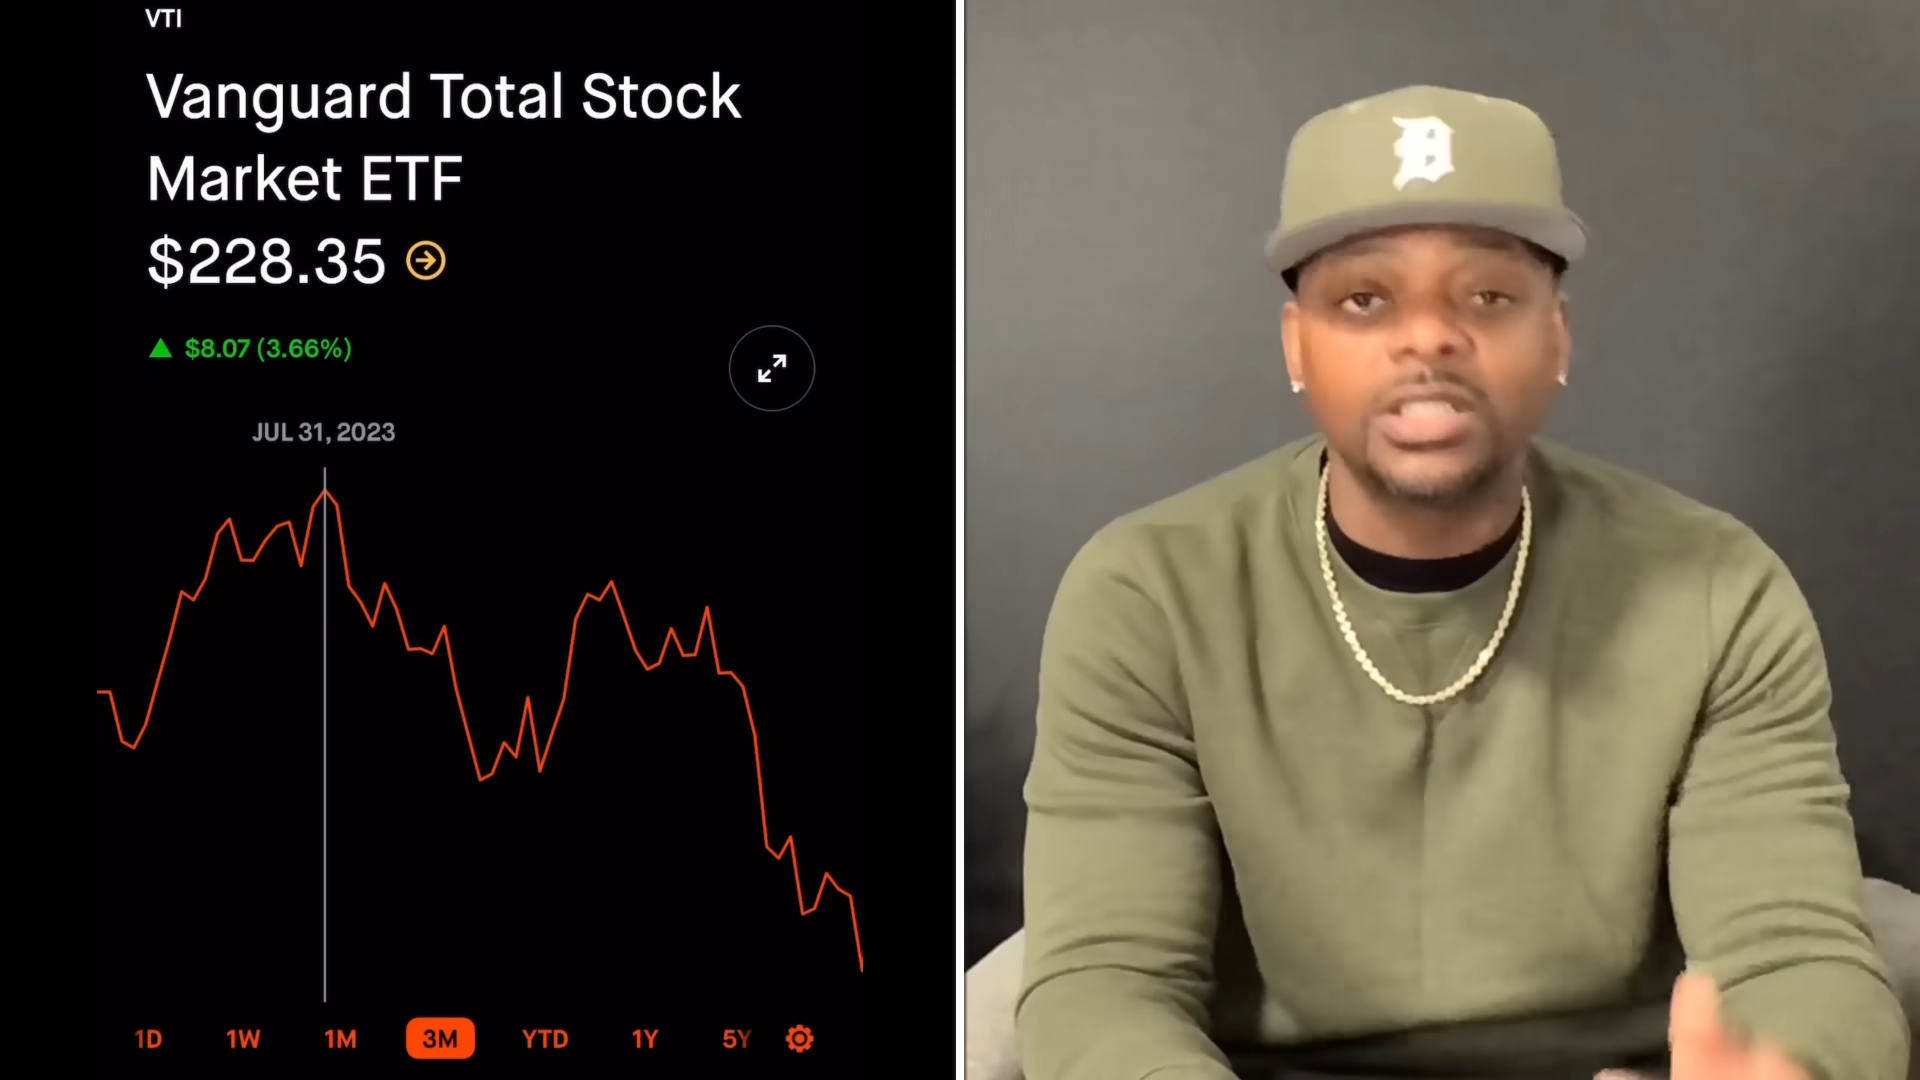 VTI
Vanguard Total Stock
Market ETF
$228.35
$8.07 (3.66%)
JUL 31, 2023
1D 1W 1M 3M YTD 1Y 5Y
D